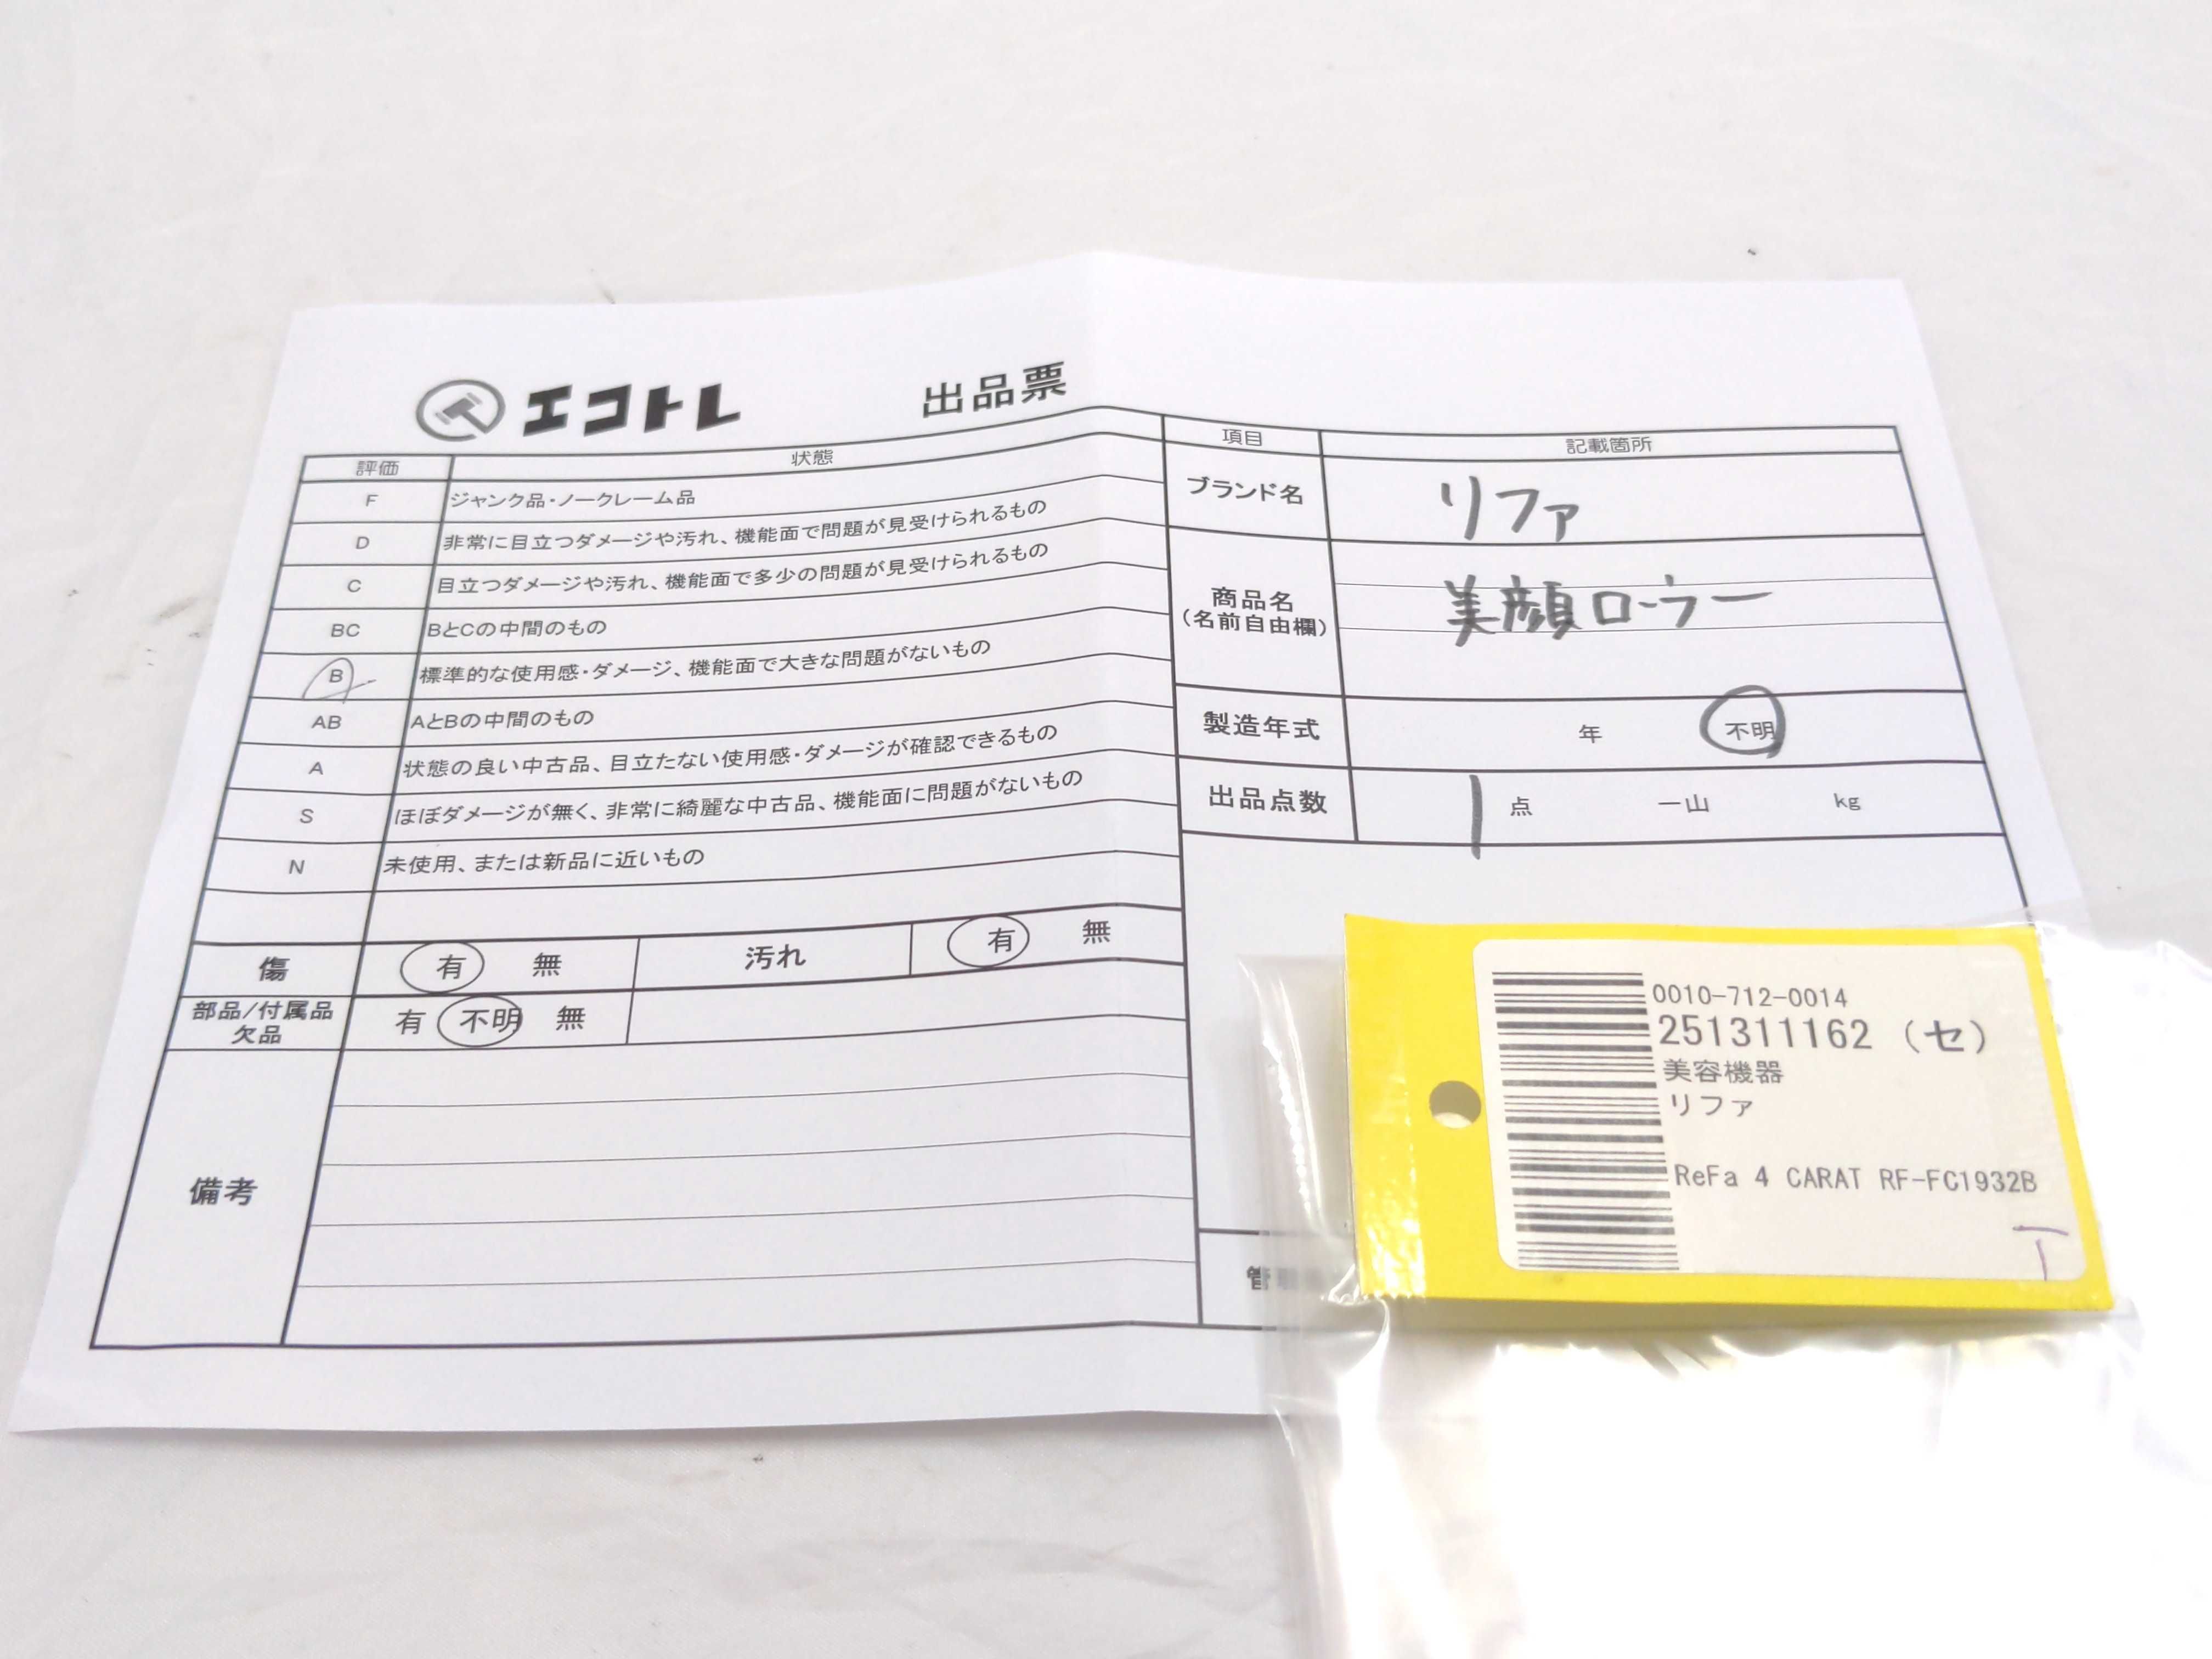 エコトレ 出品票
評価 状態
F ジャンク品・ノークレーム品
D 非常に目立つダメージや汚れ、機能面で問題が見受けられるもの
C 目立つダメージや汚れ、機能面で多少の問題が見受けられるもの
BC BとCの中間のもの
B 標準的な使用感・ダメージ、機能面で大きな問題がないもの
AB AとBの中間のもの
A 状態の良い中古品、目立たない使用感・ダメージが確認できるもの
S ほぼダメージが無く、非常に綺麗な中古品、機能面に問題がないもの
N 未使用、または新品に近いもの
傷 有 無 汚れ 有 無
部品/付属品
欠品
有 不明 無
備考
項目 記載箇所
ブランド名 リファ
商品名
(名前自由欄)
美顔ローラー
製造年式 年 不明
出品点数 1 点 一山 kg
管
0010-712-0014
251311162 (セ)
美容機器
リファ
ReFa 4 CARAT RF-FC1932B
T